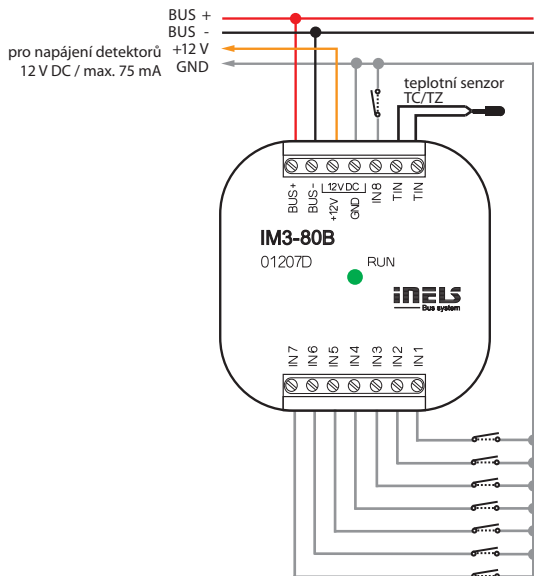 BUS +
BUS -
pro napájení detektorů
+12 V
12 V DC / max. 75 mA
GND
teplotní senzor
TC/TZ
BUS+
BUS-
12V DC
+12V
GND
IN8
TIN
TIN
IM3-80B
01207D
RUN
iNELS
Bus system
IN7
IN6
IN5
IN4
IN3
IN2
IN1